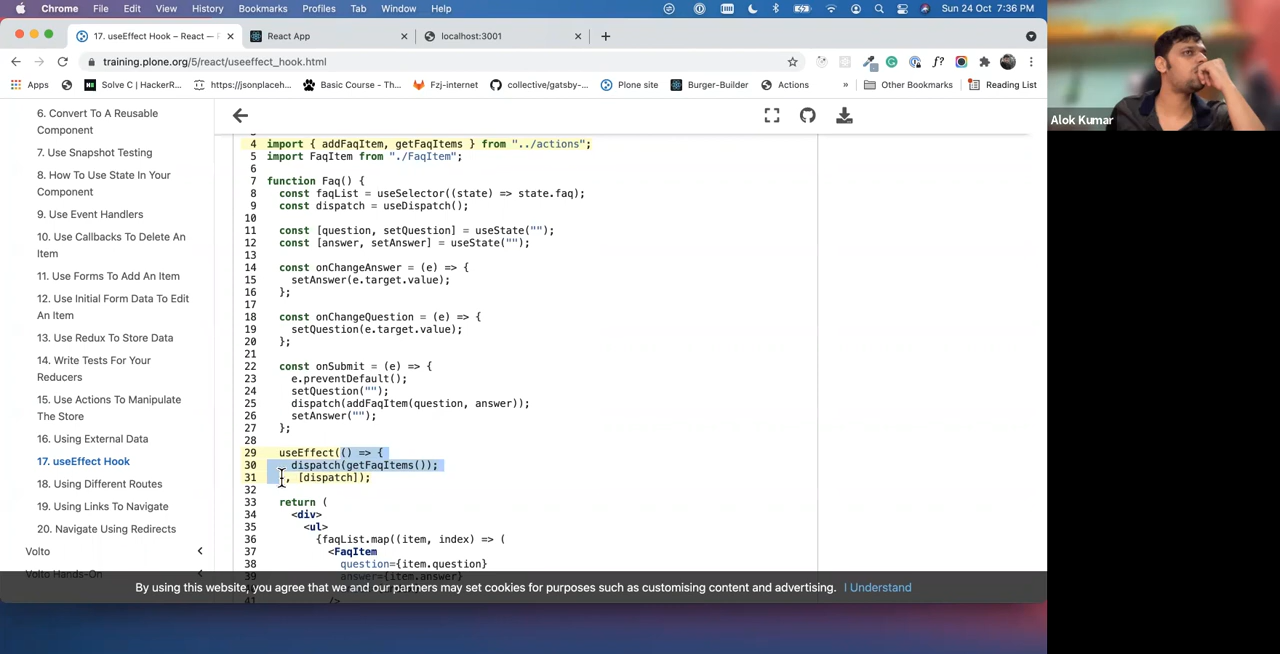 Chrome File Edit View History Bookmarks Profiles Tab Window Help Sun 24 Oct 7:36 PM
17. useEffect Hook – React — React App localhost:3001
training.plone.org/5/react/useeffect_hook.html
Apps Solve C | HackerR... https://jsonplaceh... Basic Course - Th... Fzj-internet collective/gatsby-... Plone site Burger-Builder Actions » Other Bookmarks Reading List
6. Convert To A Reusable
Component
7. Use Snapshot Testing
8. How To Use State In Your
Component
9. Use Event Handlers
10. Use Callbacks To Delete An
Item
11. Use Forms To Add An Item
12. Use Initial Form Data To Edit
An Item
13. Use Redux To Store Data
14. Write Tests For Your
Reducers
15. Use Actions To Manipulate
The Store
16. Using External Data
17. useEffect Hook
18. Using Different Routes
19. Using Links To Navigate
20. Navigate Using Redirects
Volto
Volto Hands-On
4 import { addFaqItem, getFaqItems } from "../actions";
5 import FaqItem from "./FaqItem";
6
7 function Faq() {
8 const faqList = useSelector((state) => state.faq);
9 const dispatch = useDispatch();
10
11 const [question, setQuestion] = useState("");
12 const [answer, setAnswer] = useState("");
13
14 const onChangeAnswer = (e) => {
15 setAnswer(e.target.value);
16 };
17
18 const onChangeQuestion = (e) => {
19 setQuestion(e.target.value);
20 };
21
22 const onSubmit = (e) => {
23 e.preventDefault();
24 setQuestion("");
25 dispatch(addFaqItem(question, answer));
26 setAnswer("");
27 };
28
29 useEffect(() => {
30 dispatch(getFaqItems());
31 , [dispatch]);
32
33 return (
34 <div>
35 <ul>
36 {faqList.map((item, index) => (
37 <FaqItem
38 question={item.question}
39 answer={item.answer}
41 />
By using this website, you agree that we and our partners may set cookies for purposes such as customising content and advertising. I Understand
Alok Kumar